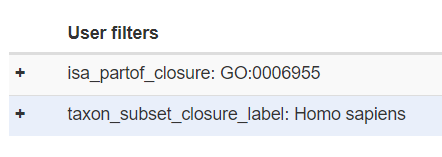 User filters
+ isa_partof_closure: GO:0006955
+ taxon_subset_closure_label: Homo sapiens